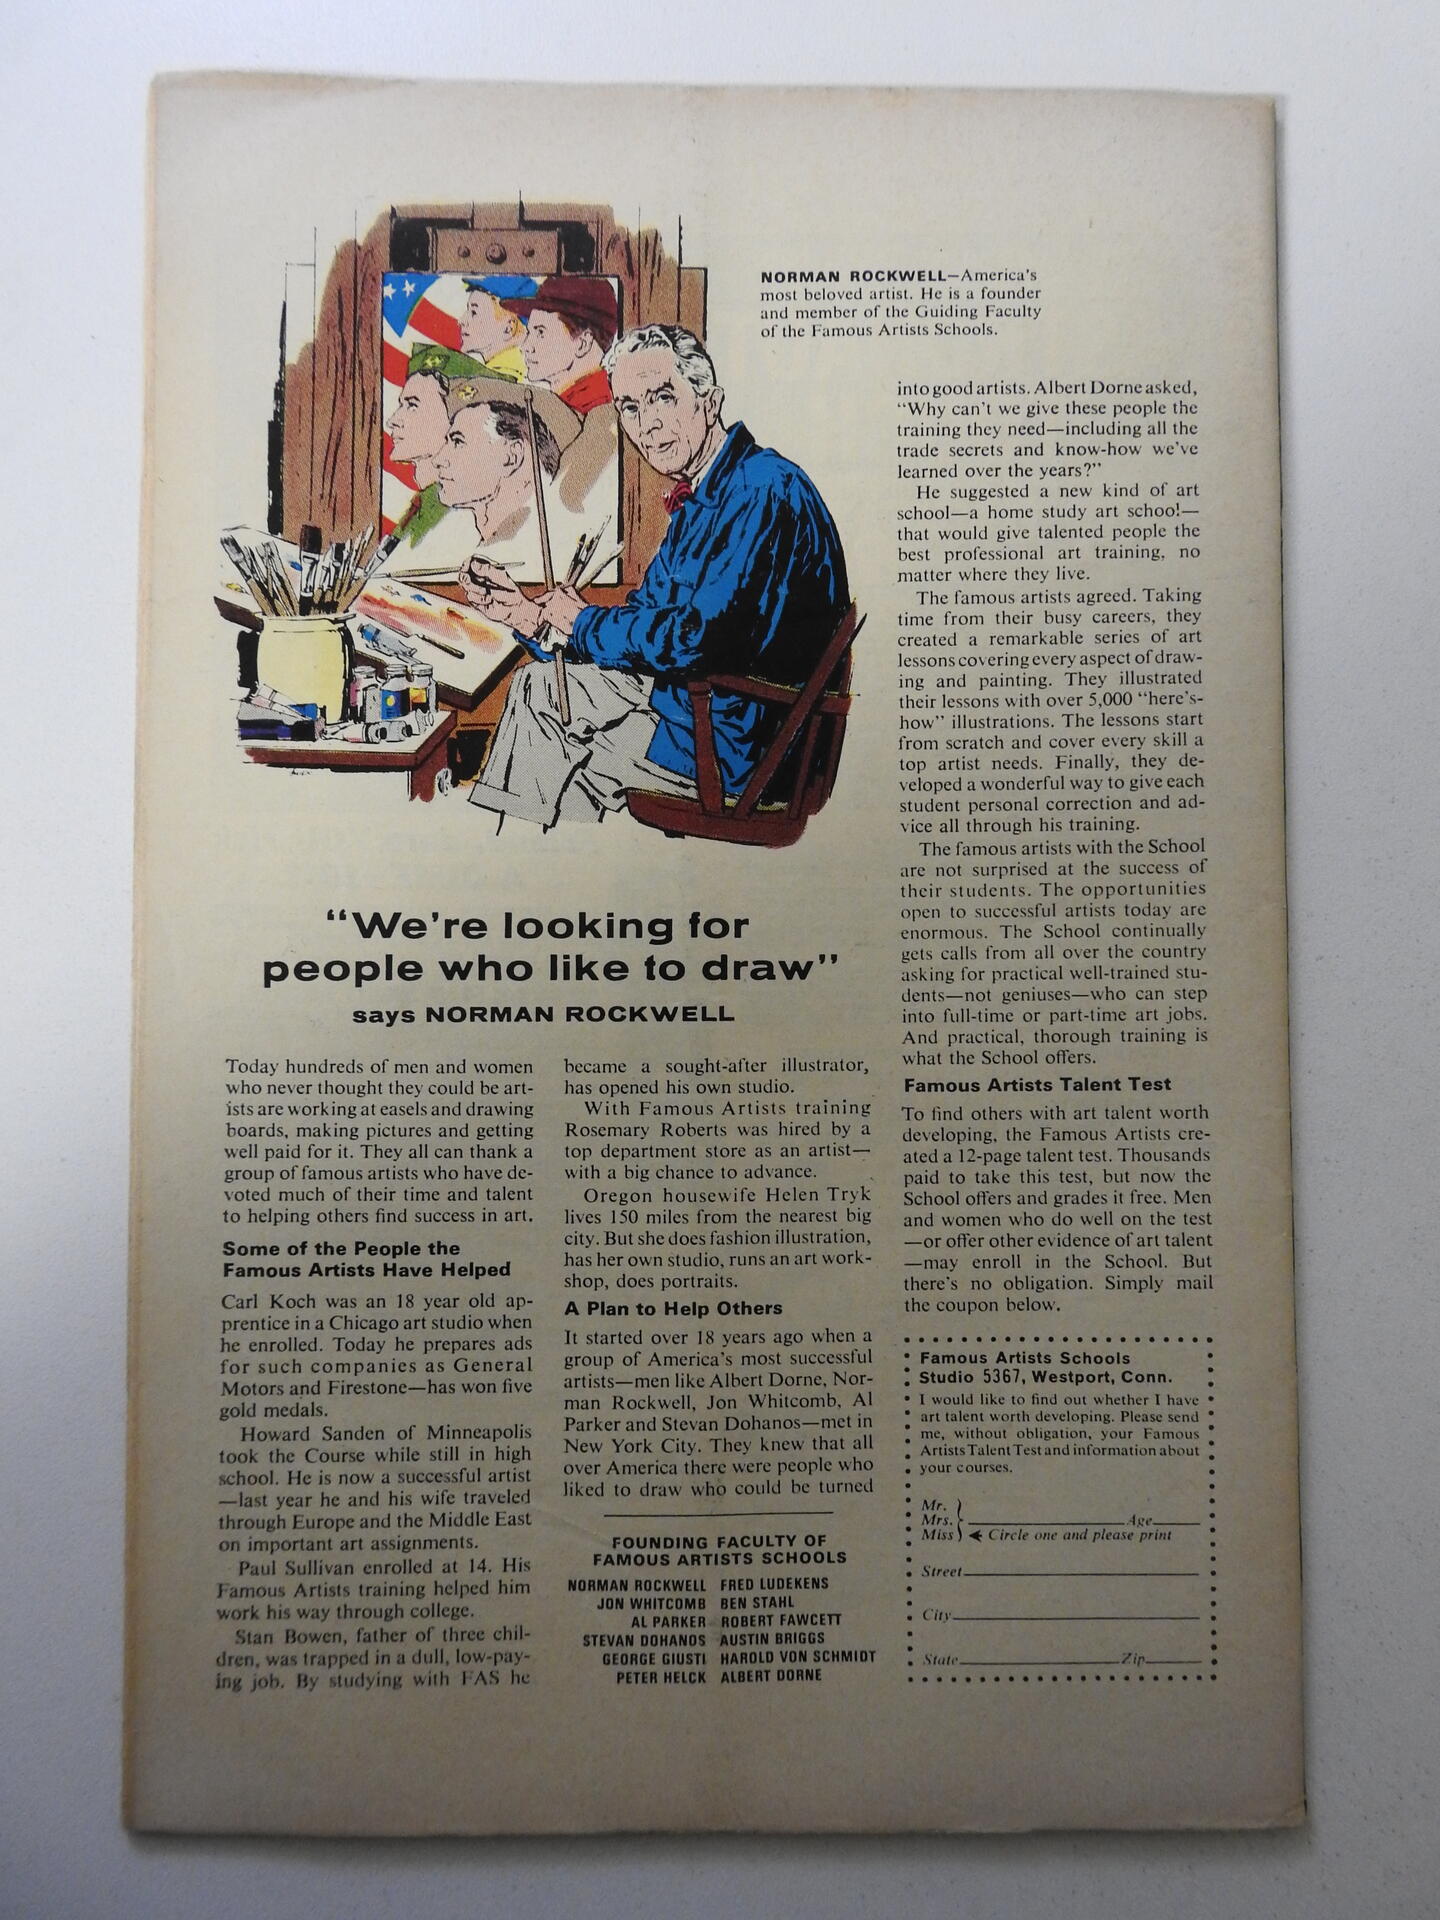 NORMAN ROCKWELL—America's
most beloved artist. He is a founder
and member of the Guiding Faculty
of the Famous Artists Schools.
"We're looking for
people who like to draw"
says NORMAN ROCKWELL
Today hundreds of men and women
who never thought they could be art-
ists are working at easels and drawing
boards, making pictures and getting
well paid for it. They all can thank a
group of famous artists who have de-
voted much of their time and talent
to helping others find success in art.
Some of the People the
Famous Artists Have Helped
Carl Koch was an 18 year old ap-
prentice in a Chicago art studio when
he enrolled. Today he prepares ads
for such companies as General
Motors and Firestone—has won five
gold medals.
Howard Sanden of Minneapolis
took the Course while still in high
school. He is now a successful artist
—last year he and his wife traveled
through Europe and the Middle East
on important art assignments.
Paul Sullivan enrolled at 14. His
Famous Artists training helped him
work his way through college.
Stan Bowen, father of three chil-
dren, was trapped in a dull, low-pay-
ing job. By studying with FAS he
became a sought-after illustrator,
has opened his own studio.
With Famous Artists training
Rosemary Roberts was hired by a
top department store as an artist—
with a big chance to advance.
Oregon housewife Helen Tryk
lives 150 miles from the nearest big
city. But she does fashion illustration,
has her own studio, runs an art work-
shop, does portraits.
A Plan to Help Others
It started over 18 years ago when a
group of America's most successful
artists—men like Albert Dorne, Nor-
man Rockwell, Jon Whitcomb, Al
Parker and Stevan Dohanos—met in
New York City. They knew that all
over America there were people who
liked to draw who could be turned
into good artists. Albert Dorne asked,
"Why can't we give these people the
training they need—including all the
trade secrets and know-how we've
learned over the years?"
He suggested a new kind of art
school—a home study art school—
that would give talented people the
best professional art training, no
matter where they live.
The famous artists agreed. Taking
time from their busy careers, they
created a remarkable series of art
lessons covering every aspect of draw-
ing and painting. They illustrated
their lessons with over 5,000 "here's-
how" illustrations. The lessons start
from scratch and cover every skill a
top artist needs. Finally, they de-
veloped a wonderful way to give each
student personal correction and ad-
vice all through his training.
The famous artists with the School
are not surprised at the success of
their students. The opportunities
open to successful artists today are
enormous. The School continually
gets calls from all over the country
asking for practical well-trained stu-
dents—not geniuses—who can step
into full-time or part-time art jobs.
And practical, thorough training is
what the School offers.
Famous Artists Talent Test
To find others with art talent worth
developing, the Famous Artists cre-
ated a 12-page talent test. Thousands
paid to take this test, but now the
School offers and grades it free. Men
and women who do well on the test
—or offer other evidence of art talent
—may enroll in the School. But
there's no obligation. Simply mail
the coupon below.
FOUNDING FACULTY OF
FAMOUS ARTISTS SCHOOLS
NORMAN ROCKWELL FRED LUDEKENS
JON WHITCOMB BEN STAHL
AL PARKER ROBERT FAWCETT
STEVAN DOHANOS AUSTIN BRIGGS
GEORGE GIUSTI HAROLD VON SCHMIDT
PETER HELCK ALBERT DORNE
Famous Artists Schools
Studio 5367, Westport, Conn.
I would like to find out whether I have
art talent worth developing. Please send
me, without obligation, your Famous
Artists Talent Test and information about
your courses.
Mr.
Mrs. Age
Miss Circle one and please print
Street
City
State Zip